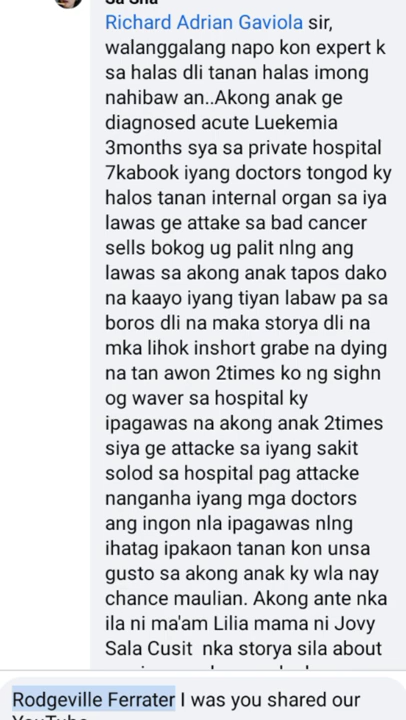 Sa Sha
Richard Adrian Gaviola sir,
walanggalang napo kon expert k
sa halas dli tanan halas imong
nahibaw an..Akong anak ge
diagnosed acute Luekemia
3months sya sa private hospital
7kabook iyang doctors tongod ky
halos tanan internal organ sa iya
lawas ge attake sa bad cancer
sells bokog ug palit nlng ang
lawas sa akong anak tapos dako
na kaayo iyang tiyan labaw pa sa
boros dli na maka storya dli na
mka lihok inshort grabe na dying
na tan awon 2times ko ng sighn
og waver sa hospital ky
ipagawas na akong anak 2times
siya ge attacke sa iyang sakit
solod sa hospital pag attacke
nanganha iyang mga doctors
ang ingon nla ipagawas nlng
ihatag ipakaon tanan kon unsa
gusto sa akong anak ky wla nay
chance maulian. Akong ante nka
ila ni ma'am Lilia mama ni Jovy
Sala Cusit nka storya sila about
Rodgeville Ferrater I was you shared our
YouTube